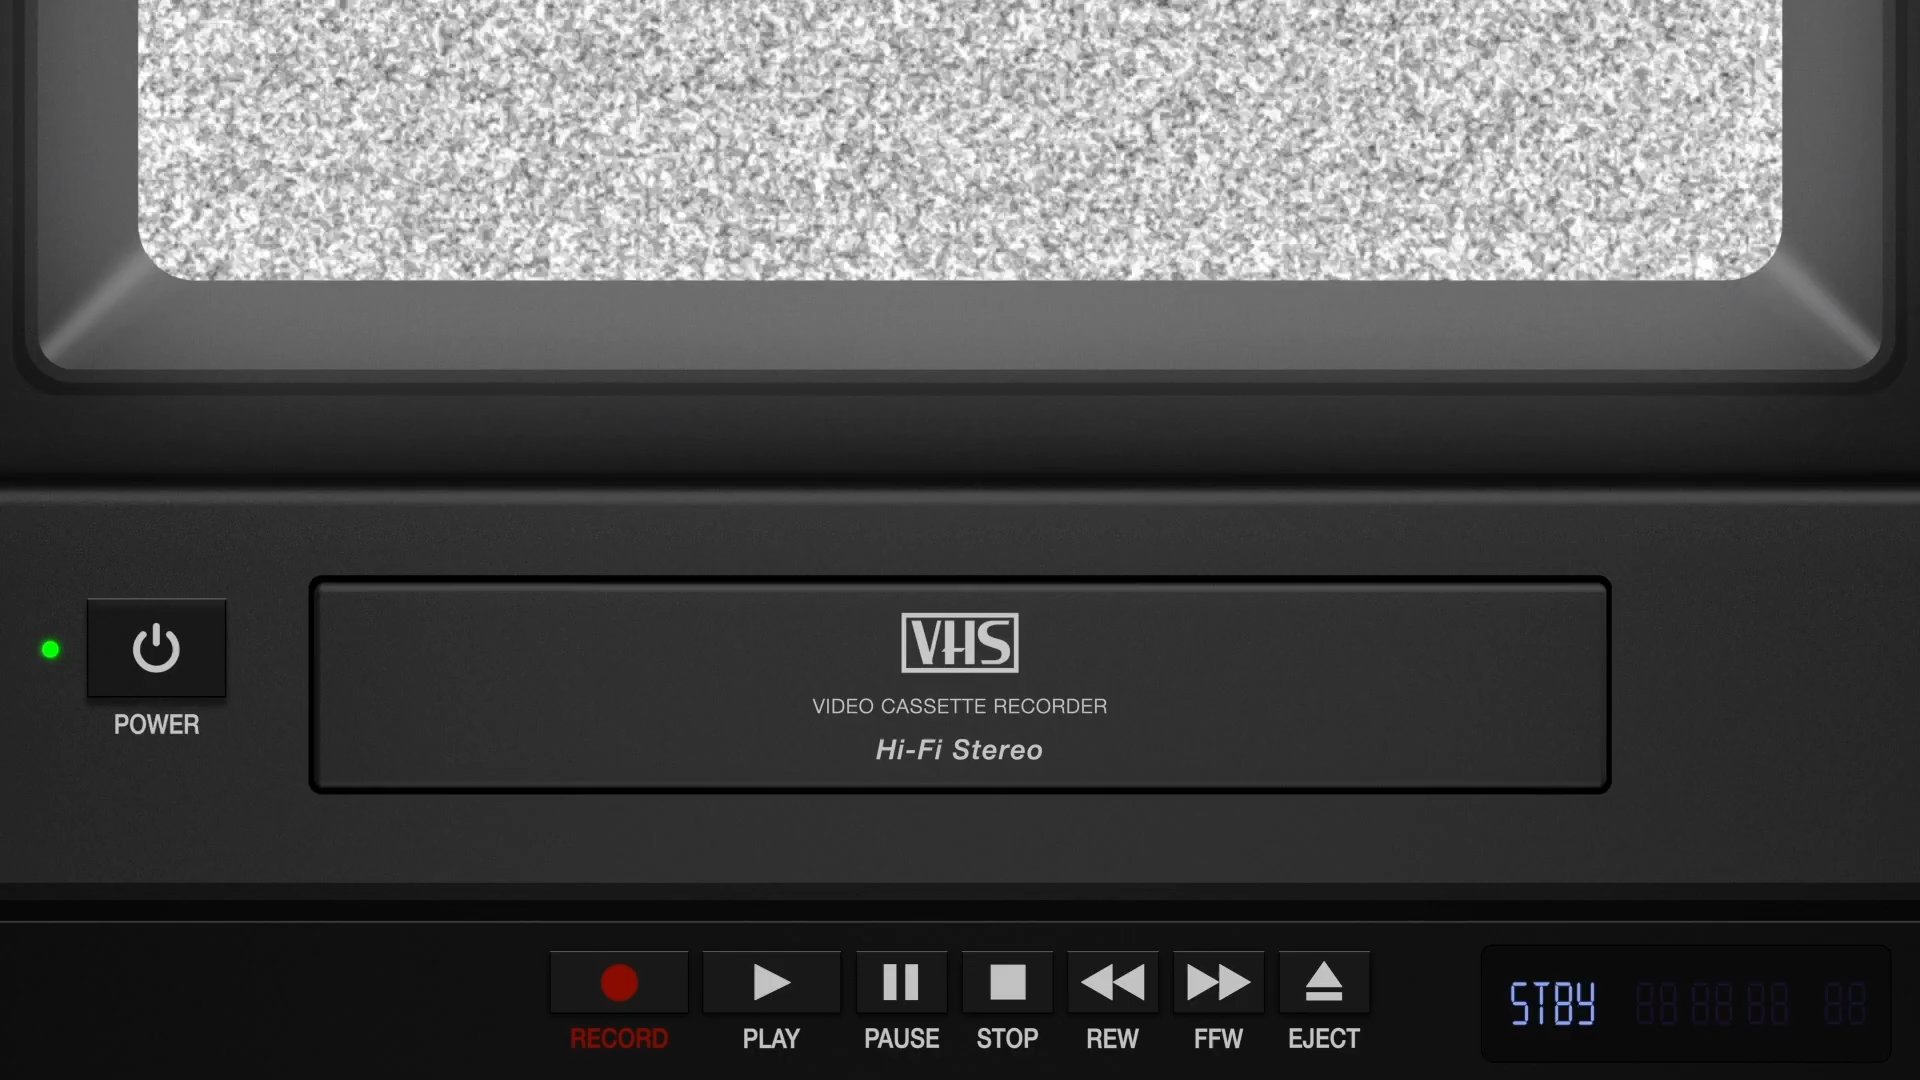 VHS
VIDEO CASSETTE RECORDER
Hi-Fi Stereo
POWER
RECORD
PLAY
PAUSE
STOP
REW
FFW
EJECT
STBY